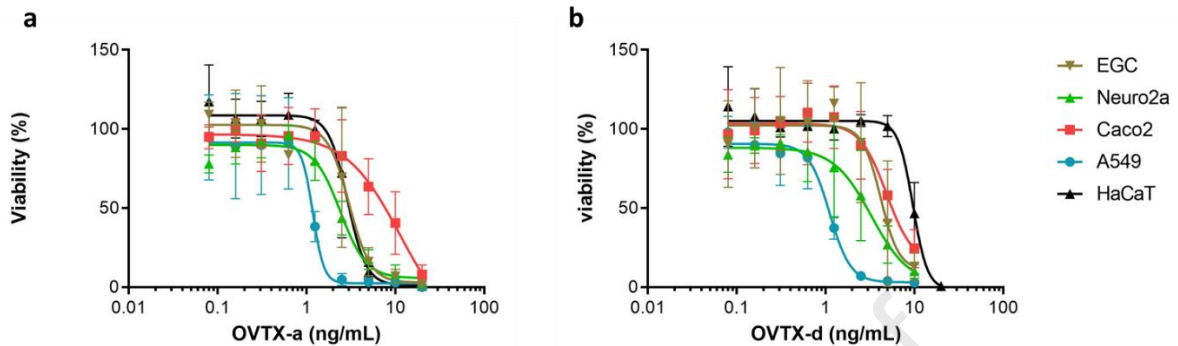 a
150
100
50
0
Viability (%)
0.01 0.1 1 10 100
OVTX-a (ng/mL)
b
150
100
50
0
viability (%)
0.01 0.1 1 10 100
OVTX-d (ng/mL)
EGC
Neuro2a
Caco2
A549
HaCaT